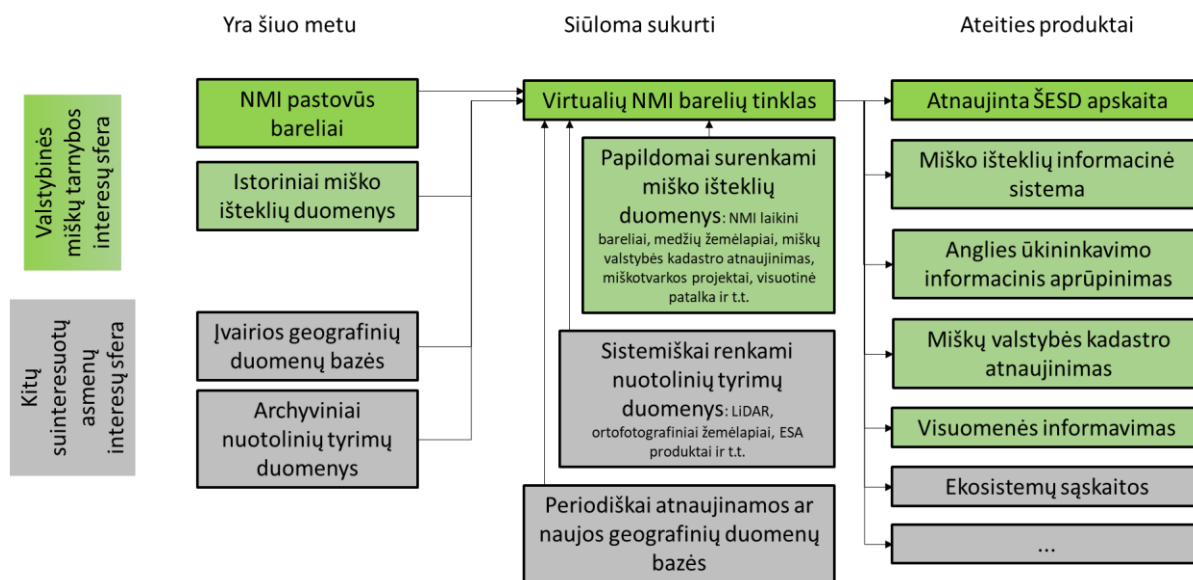 Yra šiuo metu
Siūloma sukurti
Ateities produktai
Valstybinės
miškų tarnybos
interesų sfera
Kitų
suinteresuotų
asmenų
interesų sfera
NMI pastovūs
bareliai
Istoriniai miško
išteklių duomenys
Įvairios geografinių
duomenų bazės
Archyviniai
nuotolinių tyrimų
duomenys
Virtualių NMI barelių tinklas
Papildomai surenkami
miško išteklių
duomenys: NMI laikini
bareliai, medžių žemėlapiai, miškų
valstybės kadastro atnaujinimas,
miškotvarkos projektai, visuotinė
patalka ir t.t.
Sistemiškai renkami
nuotolinių tyrimų
duomenys: LiDAR,
ortofotografiniai žemėlapiai, ESA
produktai ir t.t.
Periodiškai atnaujinamos ar
naujos geografinių duomenų
bazės
Atnaujinta ŠESD apskaita
Miško išteklių informacinė
sistema
Anglies ūkininkavimo
informacinis aprūpinimas
Miškų valstybės kadastro
atnaujinimas
Visuomenės informavimas
Ekosistemų sąskaitos
...